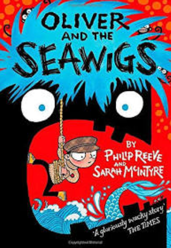 OLIVER
AND THE
SEAWIGS
BY
PHILIP REEVE
AND
SARAH McINTYRE
'A gloriously wacky story'
THE TIMES